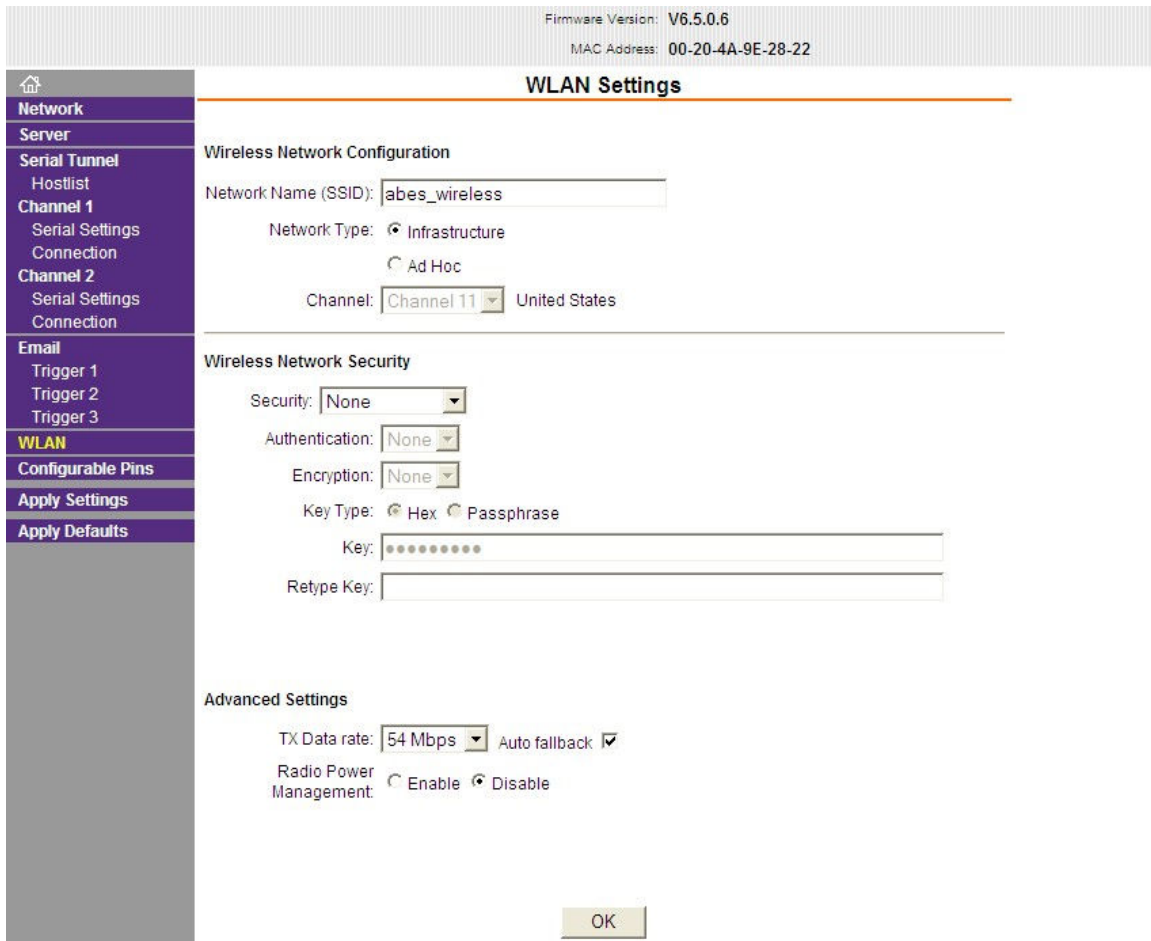 Firmware Version: V6.5.0.6
MAC Address: 00-20-4A-9E-28-22
WLAN Settings
Network
Server
Serial Tunnel
Hostlist
Channel 1
Serial Settings
Connection
Channel 2
Serial Settings
Connection
Email
Trigger 1
Trigger 2
Trigger 3
WLAN
Configurable Pins
Apply Settings
Apply Defaults
Wireless Network Configuration
Network Name (SSID): abes_wireless
Network Type: Infrastructure
Ad Hoc
Channel: Channel 11 United States
Wireless Network Security
Security: None
Authentication: None
Encryption: None
Key Type: Hex Passphrase
Key: ●●●●●●●●●
Retype Key:
Advanced Settings
TX Data rate: 54 Mbps Auto fallback
Radio Power
Management: Enable Disable
OK